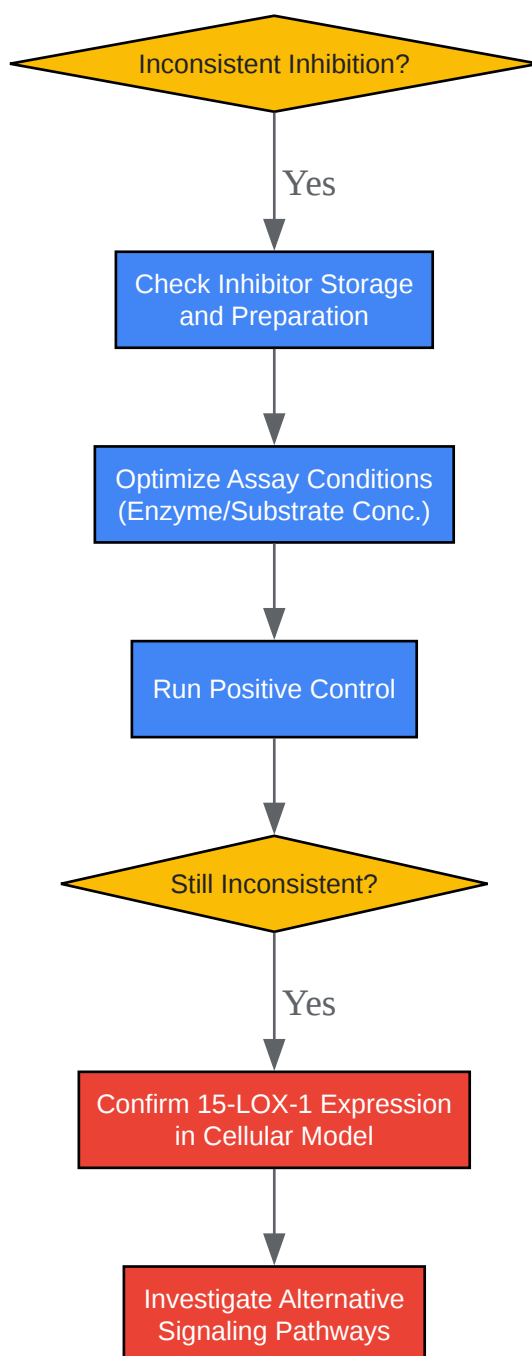 Inconsistent Inhibition?
Yes
Check Inhibitor Storage
and Preparation
Optimize Assay Conditions
(Enzyme/Substrate Conc.)
Run Positive Control
Still Inconsistent?
Yes
Confirm 15-LOX-1 Expression
in Cellular Model
Investigate Alternative
Signaling Pathways